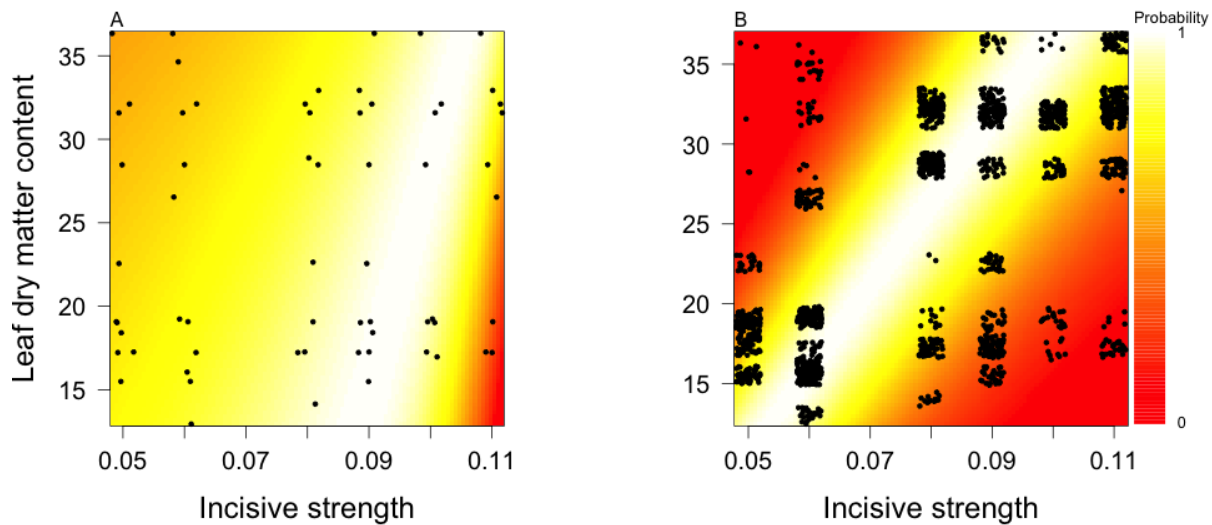 A
B
Probability
1
0
Leaf dry matter content
35
30
25
20
15
0.05 0.07 0.09 0.11
Incisive strength
35
30
25
20
15
0.05 0.07 0.09 0.11
Incisive strength